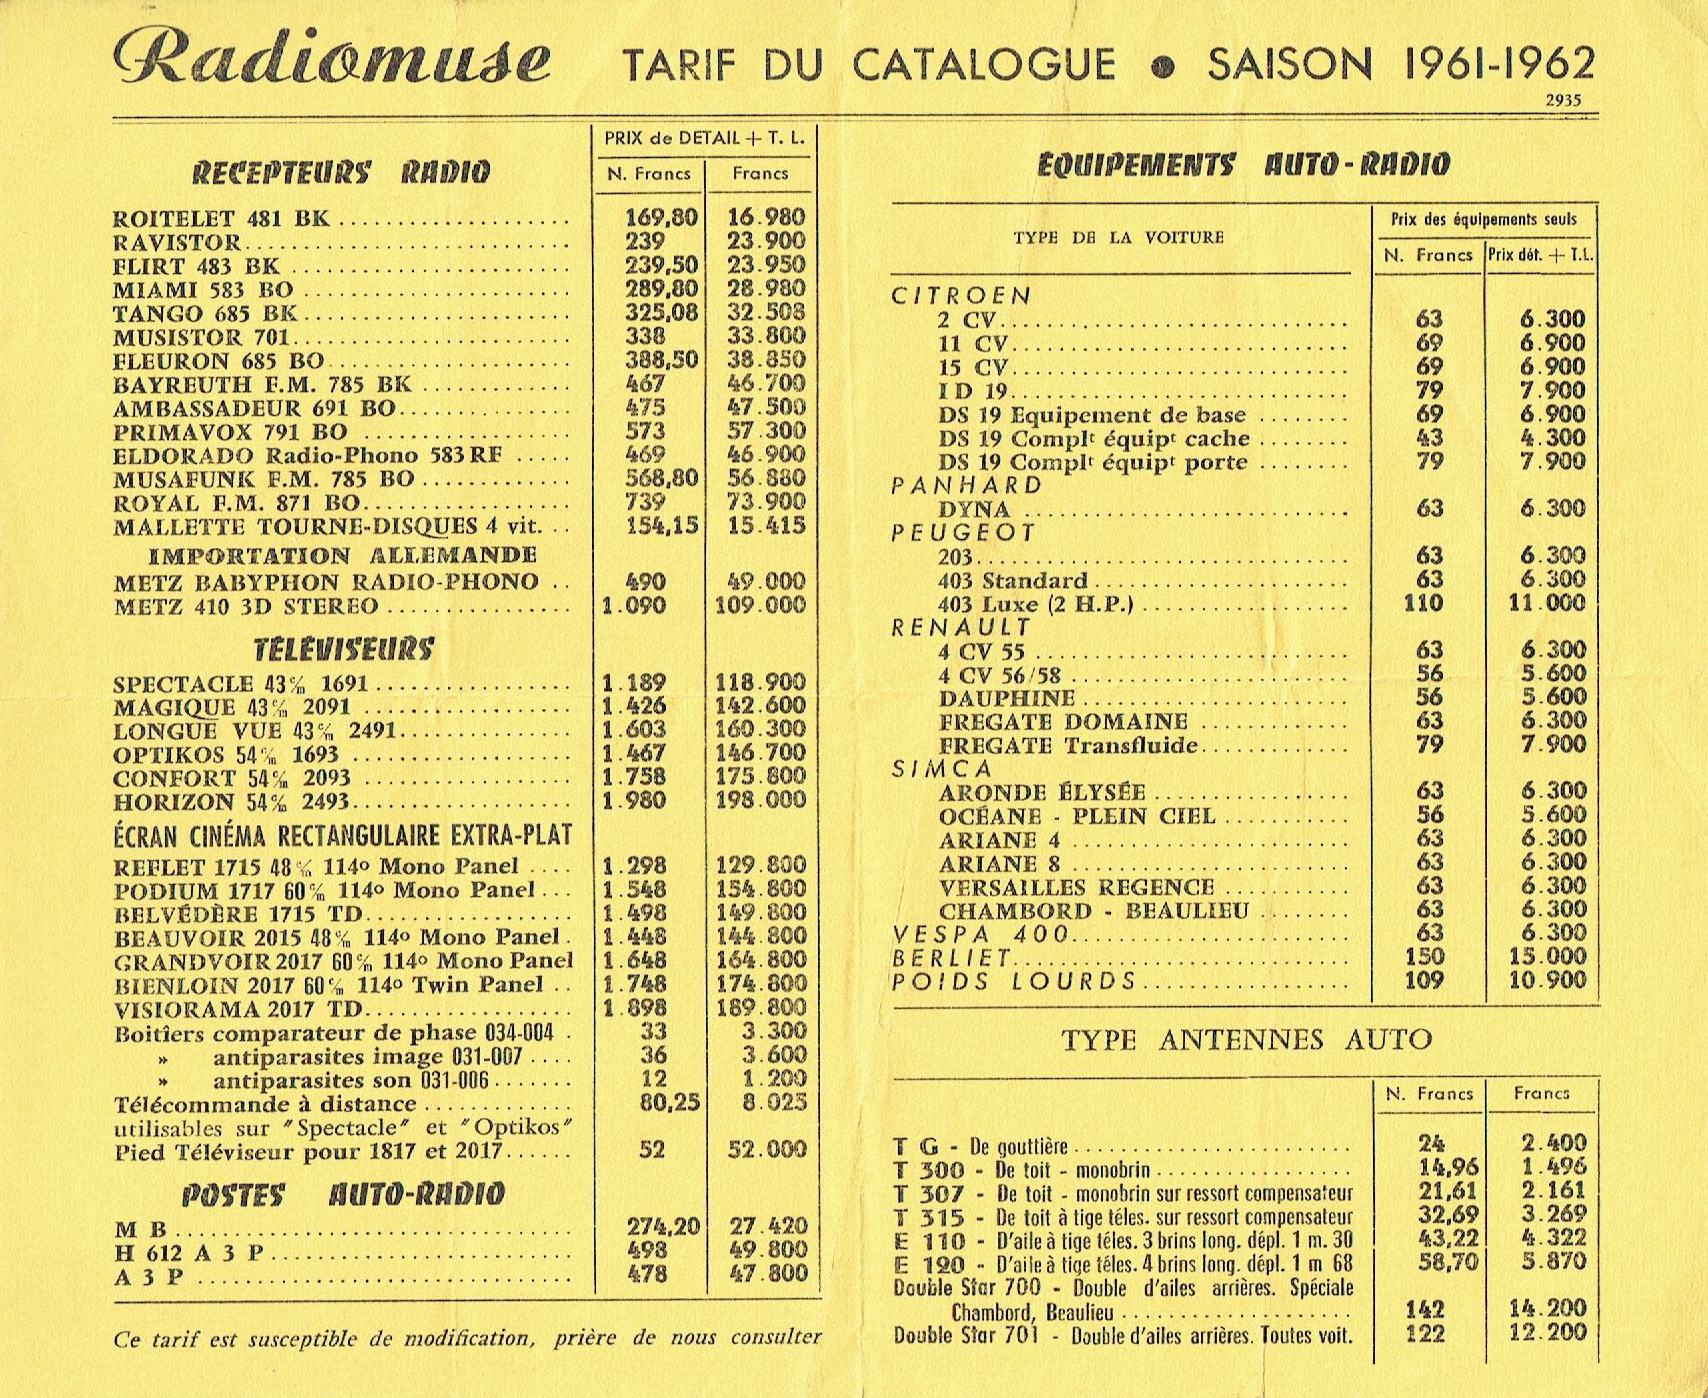 Radiomuse TARIF DU CATALOGUE ● SAISON 1961-1962
2935
RECEPTEURS RADIO
PRIX de DETAIL + T. L.
N. Francs Francs
ROITELET 481 BK 169,80 16.980
RAVISTOR 239 23.900
FLIRT 483 BK 239,50 23.950
MIAMI 583 BO 289,80 28.980
TANGO 685 BK 325,08 32.508
MUSISTOR 701 338 33.800
FLEURON 685 BO 388,50 38.850
BAYREUTH F.M. 785 BK 467 46.700
AMBASSADEUR 691 BO 475 47.500
PRIMAVOX 791 BO 573 57.300
ELDORADO Radio-Phono 583 RF 469 46.900
MUSAFUNK F.M. 785 BO 568,80 56.880
ROYAL F.M. 871 BO 739 73.900
MALLETTE TOURNE-DISQUES 4 vit. 154,15 15.415
IMPORTATION ALLEMANDE
METZ BABYPHON RADIO-PHONO 490 49.000
METZ 410 3D STEREO 1.090 109.000
TÉLÉVISEURS
SPECTACLE 43 c/m 1691 1.189 118.900
MAGIQUE 43 c/m 2091 1.426 142.600
LONGUE VUE 43 c/m 2491 1.603 160.300
OPTIKOS 54 c/m 1693 1.467 146.700
CONFORT 54 c/m 2093 1.758 175.800
HORIZON 54 c/m 2493 1.980 198.000
ÉCRAN CINÉMA RECTANGULAIRE EXTRA-PLAT
REFLET 1715 48 c/m 114º Mono Panel 1.298 129.800
PODIUM 1717 60 c/m 114º Mono Panel 1.548 154.800
BELVÉDÈRE 1715 TD 1.498 149.800
BEAUVOIR 2015 48 c/m 114º Mono Panel 1.448 144.800
GRANDVOIR 2017 60 c/m 114º Mono Panel 1.648 164.800
BIENLOIN 2017 60 c/m 114º Twin Panel 1.748 174.800
VISIORAMA 2017 TD 1.898 189.800
Boitîers comparateur de phase 034-004 33 3.300
» antiparasites image 031-007 36 3.600
» antiparasites son 031-006 12 1.200
Télécommande à distance 80,25 8.025
utilisables sur "Spectacle" et "Optikos"
Pied Téléviseur pour 1817 et 2017 52 52.000
POSTES AUTO-RADIO
M B 274,20 27.420
H 612 A 3 P 498 49.800
A 3 P 478 47.800
Ce tarif est susceptible de modification, prière de nous consulter
ÉQUIPEMENTS AUTO-RADIO
TYPE DE LA VOITURE
Prix des équipements seuls
N. Francs Prix dét. + T.L.
CITROEN
2 CV 63 6.300
11 CV 69 6.900
15 CV 69 6.900
ID 19 79 7.900
DS 19 Equipement de base 69 6.900
DS 19 Complt équipt cache 43 4.300
DS 19 Complt équipt porte 79 7.900
PANHARD
DYNA 63 6.300
PEUGEOT
203 63 6.300
403 Standard 63 6.300
403 Luxe (2 H.P.) 110 11.000
RENAULT
4 CV 55 63 6.300
4 CV 56/58 56 5.600
DAUPHINE 56 5.600
FREGATE DOMAINE 63 6.300
FREGATE Transfluide 79 7.900
SIMCA
ARONDE ÉLYSÉE 63 6.300
OCÉANE - PLEIN CIEL 56 5.600
ARIANE 4 63 6.300
ARIANE 8 63 6.300
VERSAILLES REGENCE 63 6.300
CHAMBORD - BEAULIEU 63 6.300
VESPA 400 63 6.300
BERLIET 150 15.000
POIDS LOURDS 109 10.900
TYPE ANTENNES AUTO
N. Francs Francs
T G - De gouttière 24 2.400
T 300 - De toit - monobrin 14,96 1.496
T 307 - De toit - monobrin sur ressort compensateur 21,61 2.161
T 315 - De toit à tige téles. sur ressort compensateur 32,69 3.269
E 110 - D'aile à tige téles. 3 brins long. dépl. 1 m. 30 43,22 4.322
E 120 - D'aile à tige téles. 4 brins long. dépl. 1 m 68 58,70 5.870
Double Star 700 - Double d'ailes arrières. Spéciale
Chambord, Beaulieu 142 14.200
Double Star 701 - Double d'ailes arrières. Toutes voit. 122 12.200